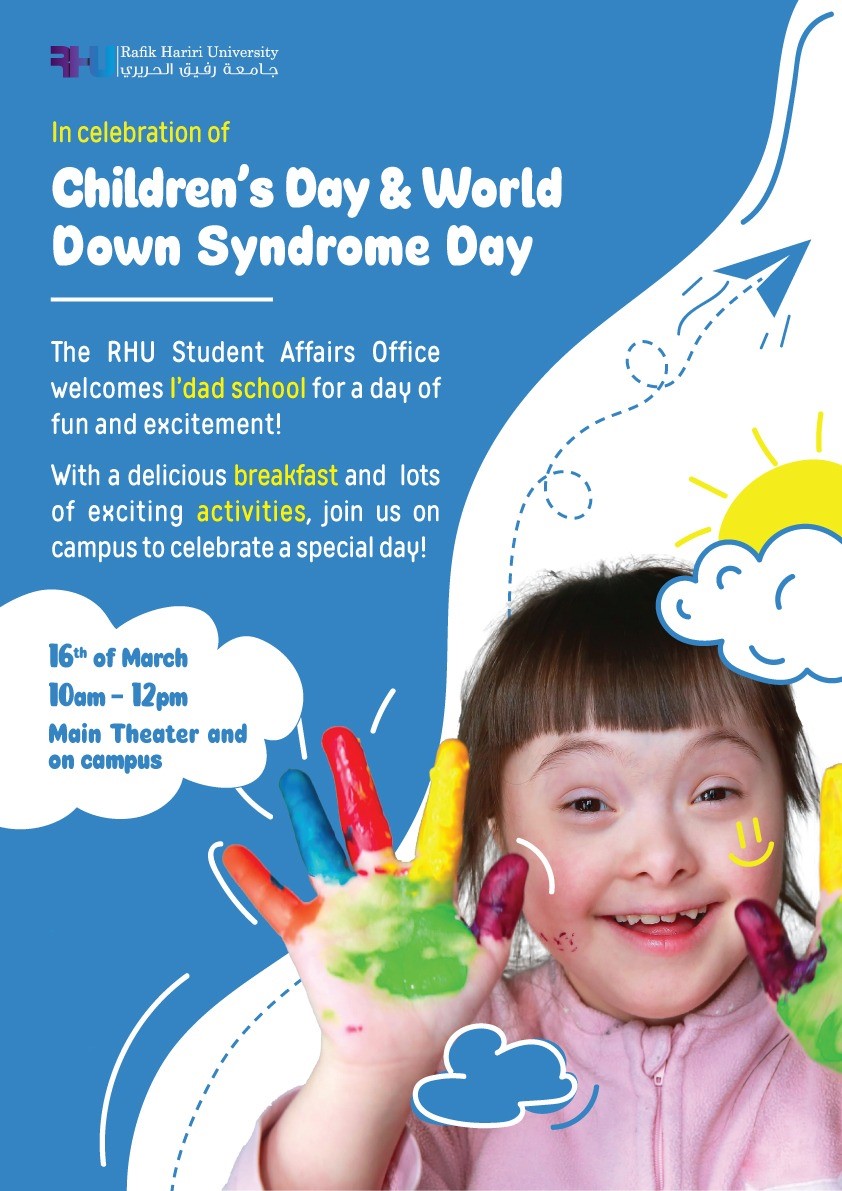 RHU
Rafik Hariri University
جامعة رفيق الحريري
In celebration of
Children's Day & World
Down Syndrome Day
The RHU Student Affairs Office
welcomes I'dad school for a day of
fun and excitement!
With a delicious breakfast and lots
of exciting activities, join us on
campus to celebrate a special day!
16th of March
10am – 12pm
Main Theater and
on campus